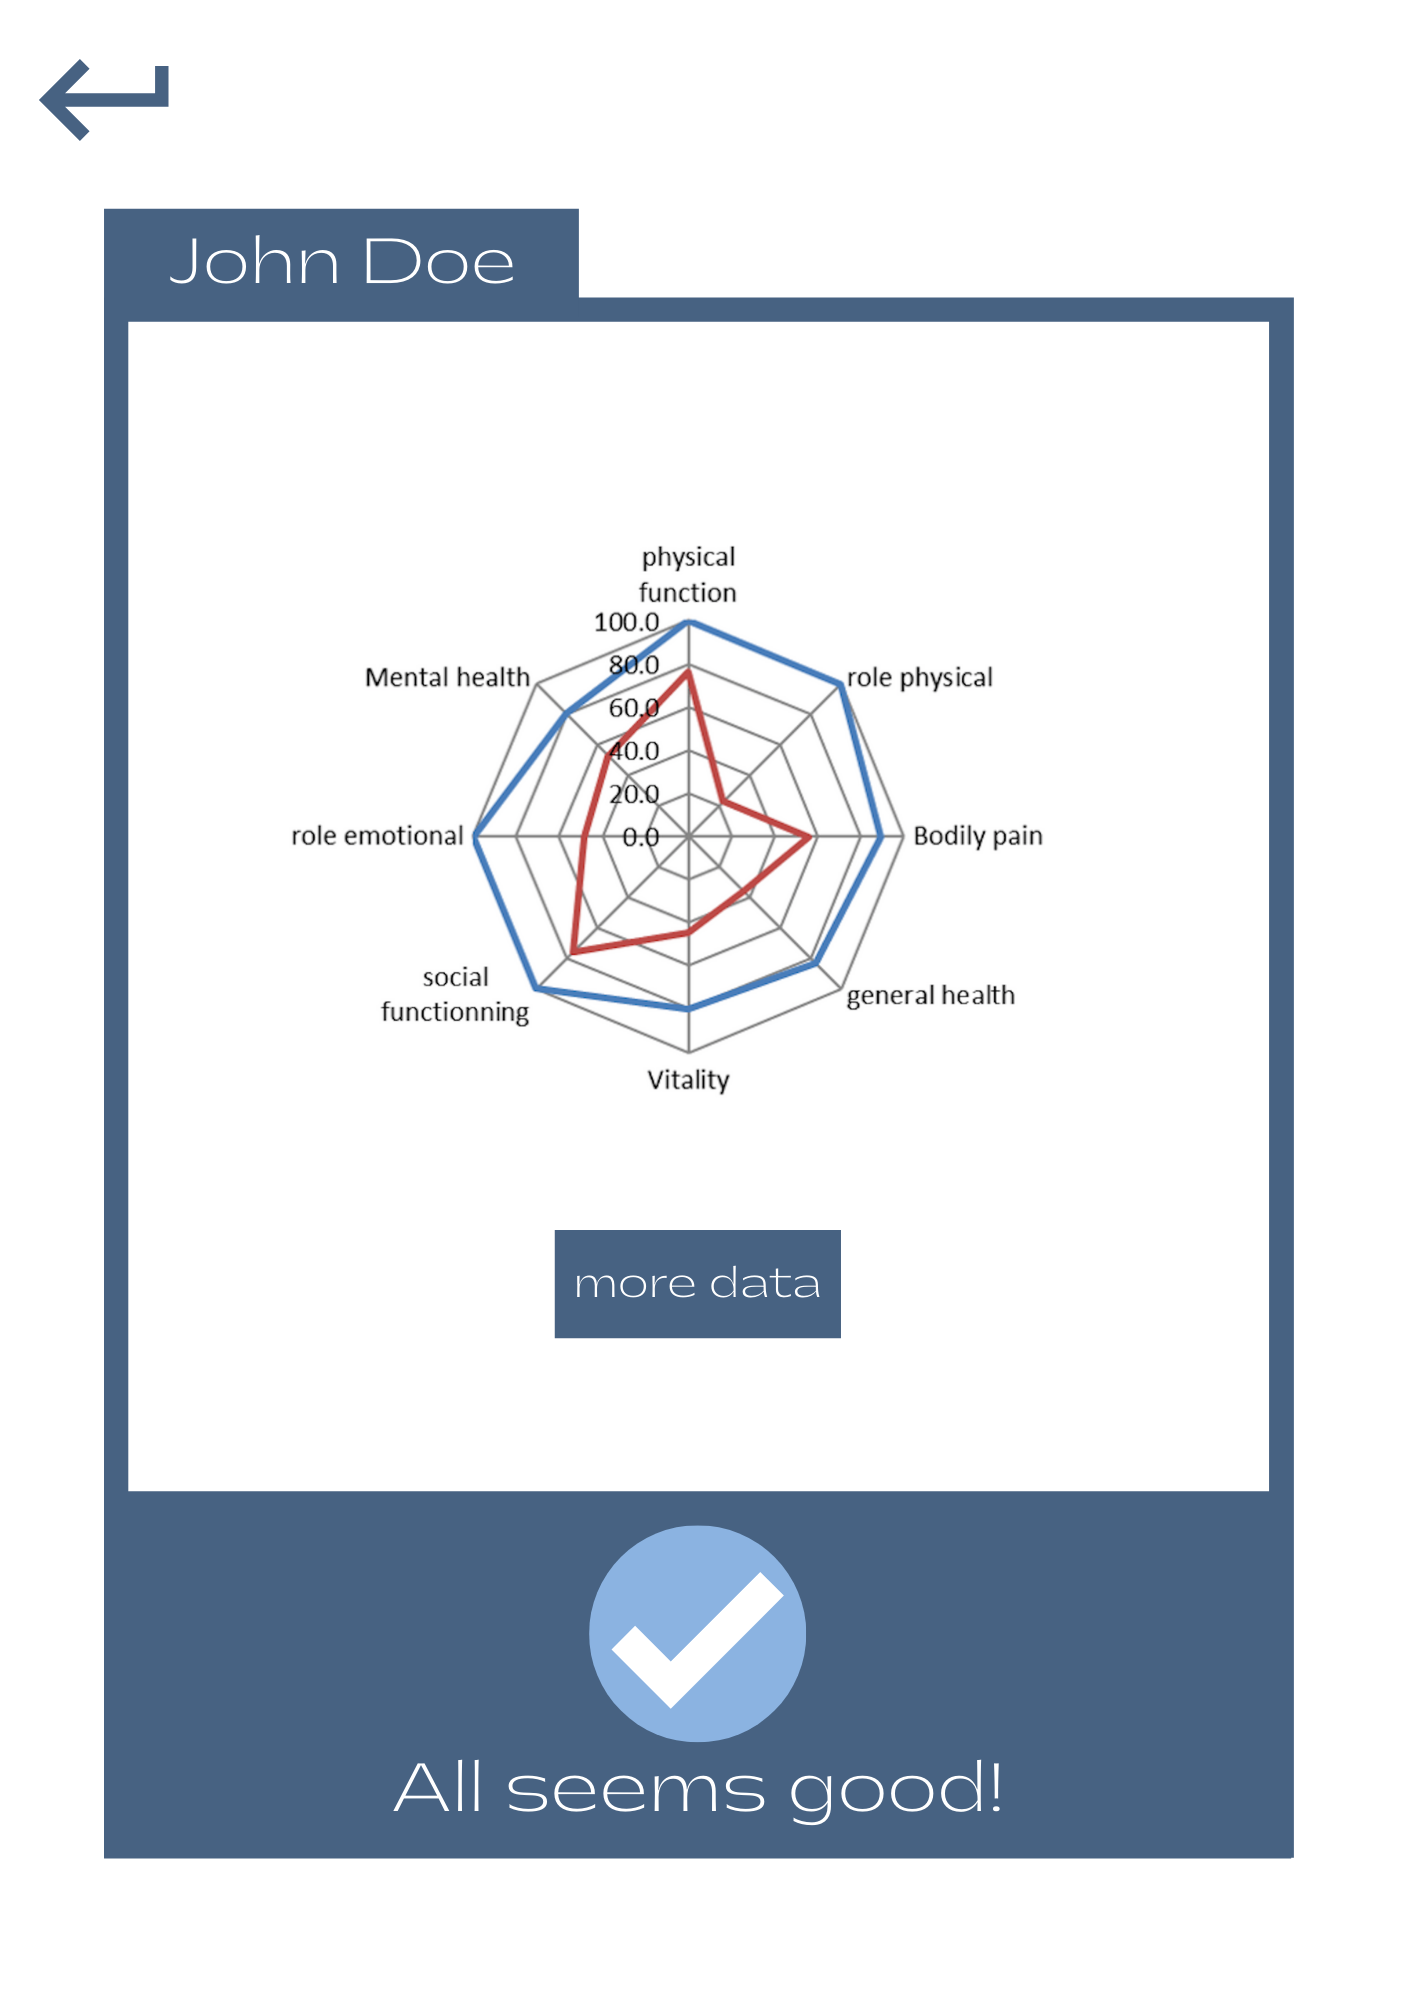 John Doe
physical
function
100.0
Mental health
80.0
role physical
60.0
40.0
20.0
role emotional
0.0
Bodily pain
social
functionning
general health
Vitality
more data
All seems good!